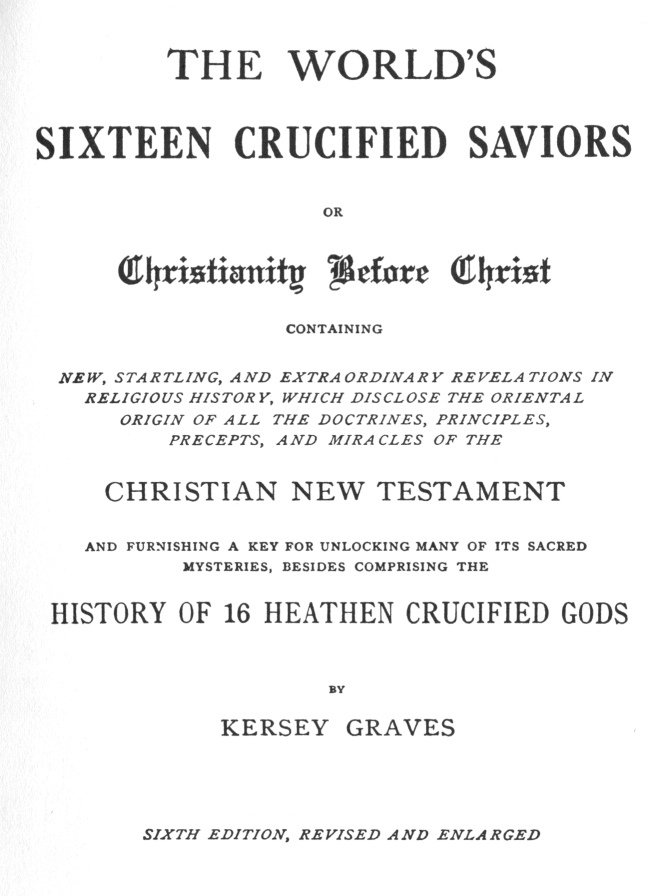 THE WORLD'S
SIXTEEN CRUCIFIED SAVIORS
OR
Christianity Before Christ
CONTAINING
NEW, STARTLING, AND EXTRAORDINARY REVELATIONS IN
RELIGIOUS HISTORY, WHICH DISCLOSE THE ORIENTAL
ORIGIN OF ALL THE DOCTRINES, PRINCIPLES,
PRECEPTS, AND MIRACLES OF THE
CHRISTIAN NEW TESTAMENT
AND FURNISHING A KEY FOR UNLOCKING MANY OF ITS SACRED
MYSTERIES, BESIDES COMPRISING THE
HISTORY OF 16 HEATHEN CRUCIFIED GODS
BY
KERSEY GRAVES
SIXTH EDITION, REVISED AND ENLARGED